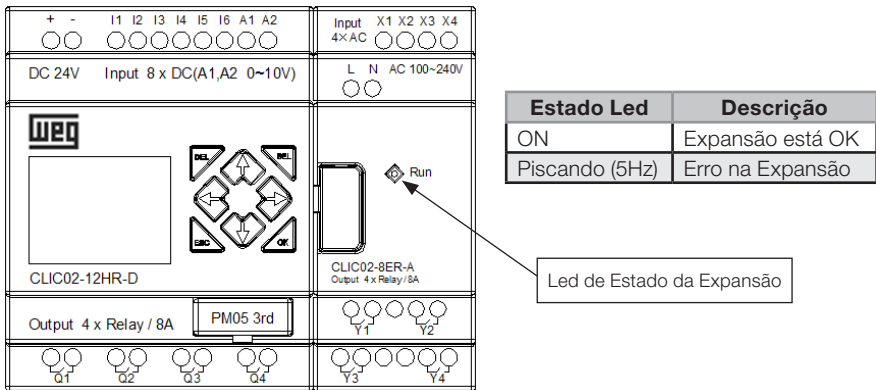 + - I1 I2 I3 I4 I5 I6 A1 A2
DC 24V Input 8 x DC(A1,A2 0~10V)
weg
DEL SEL
ESC OK
CLIC02-12HR-D
Output 4 x Relay / 8A
PM05 3rd
Q1 Q2 Q3 Q4
Input X1 X2 X3 X4
4×AC
L N AC 100~240V
Run
CLIC02-8ER-A
Output 4 x Relay/8A
Y1 Y2
Y3 Y4
Estado Led Descrição
ON Expansão está OK
Piscando (5Hz) Erro na Expansão
Led de Estado da Expansão